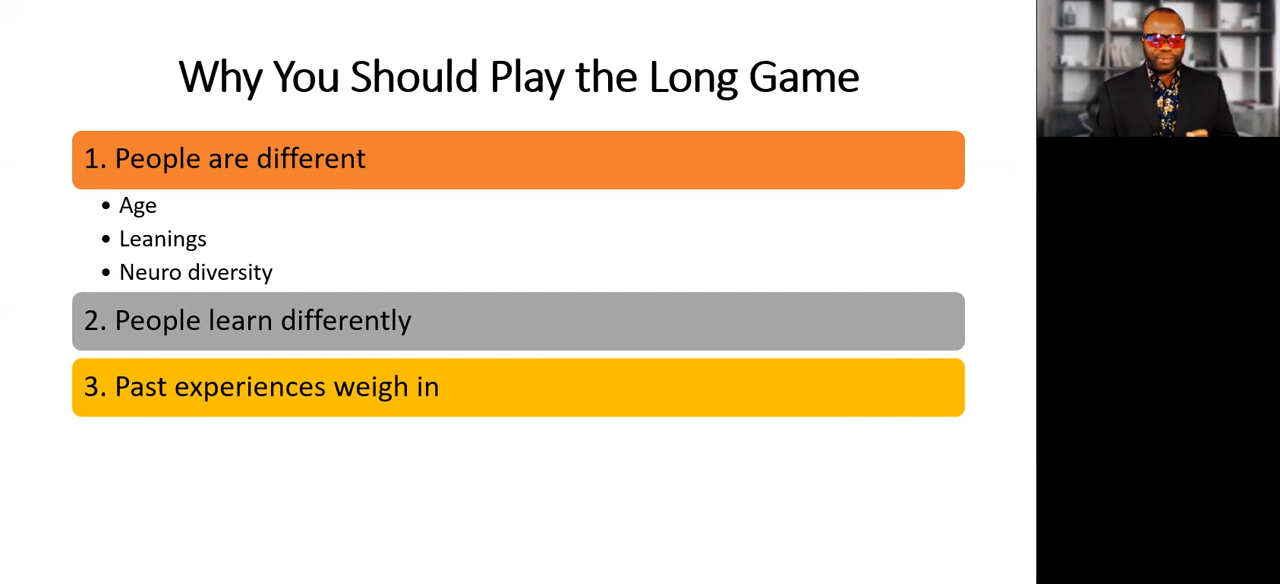 Why You Should Play the Long Game
1. People are different
• Age
• Leanings
• Neuro diversity
2. People learn differently
3. Past experiences weigh in